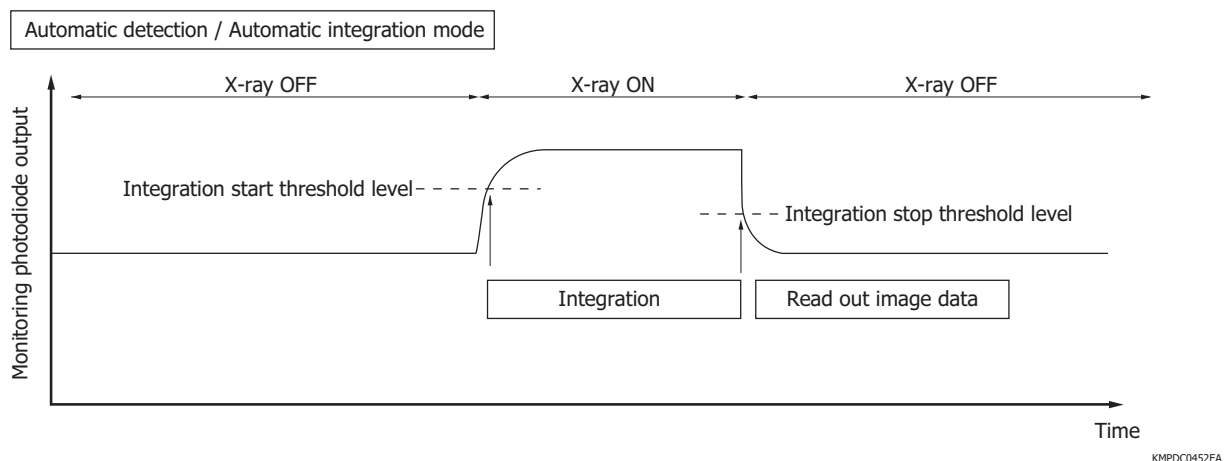 Automatic detection / Automatic integration mode
X-ray OFF
X-ray ON
X-ray OFF
Monitoring photodiode output
Integration start threshold level
Integration stop threshold level
Integration
Read out image data
Time
KMPDC0452EA